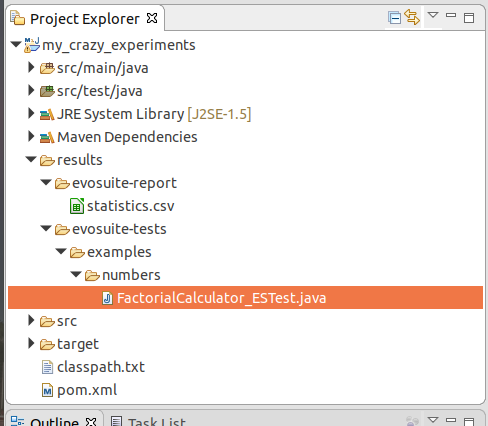 Project Explorer
my_crazy_experiments
src/main/java
src/test/java
JRE System Library [J2SE-1.5]
Maven Dependencies
results
evosuite-report
statistics.csv
evosuite-tests
examples
numbers
FactorialCalculator_ESTest.java
src
target
classpath.txt
pom.xml
Outline Task List